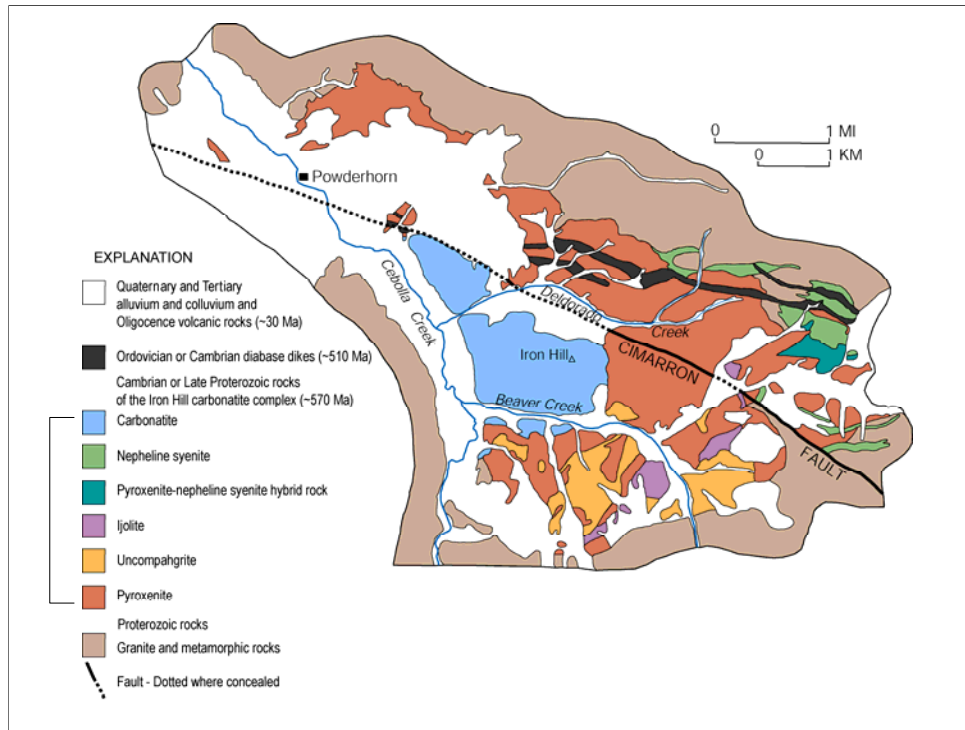 0 1 MI
0 1 KM
Powderhorn
EXPLANATION
Quaternary and Tertiary
alluvium and colluvium and
Oligocence volcanic rocks (~30 Ma)
Ordovician or Cambrian diabase dikes (~510 Ma)
Cambrian or Late Proterozoic rocks
of the Iron Hill carbonatite complex (~570 Ma)
Carbonatite
Nepheline syenite
Pyroxenite-nepheline syenite hybrid rock
Ijolite
Uncompahgrite
Pyroxenite
Proterozoic rocks
Granite and metamorphic rocks
Fault - Dotted where concealed
Cebolla
Creek
Deldorado
Creek
Iron Hill
CIMARRON
Beaver Creek
FAULT